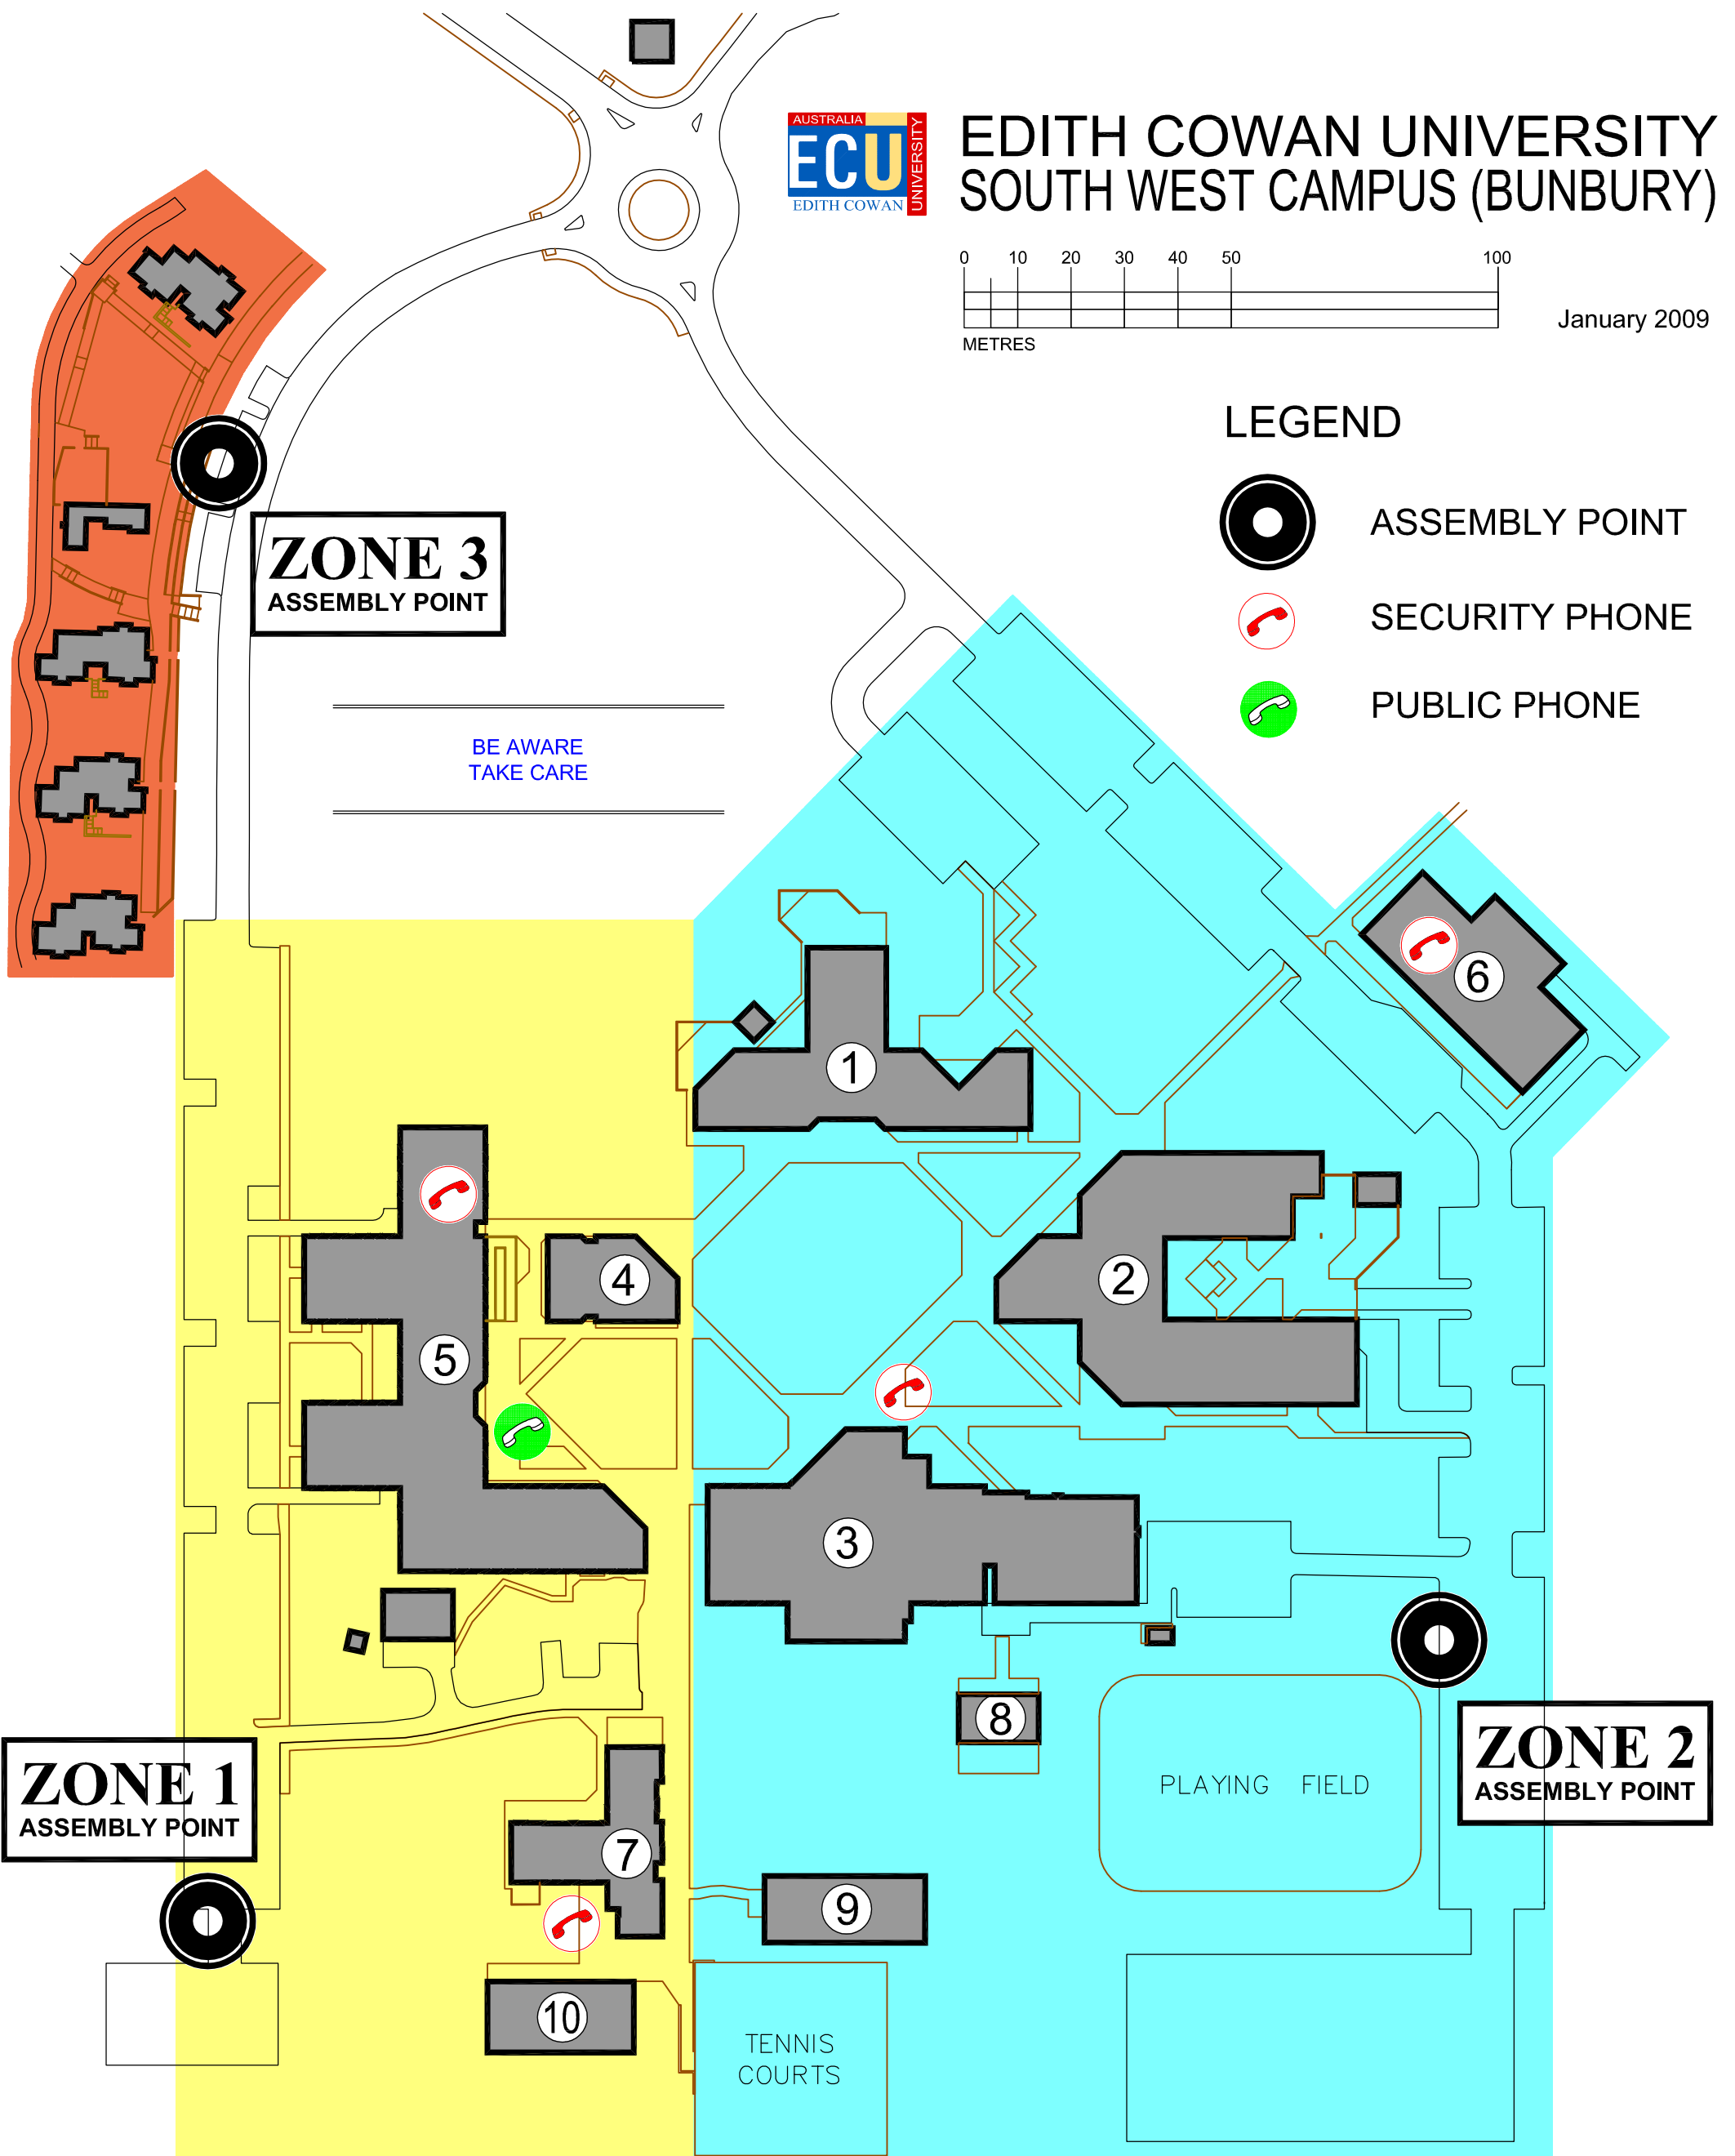 AUSTRALIA
ECU
UNIVERSITY
EDITH COWAN
EDITH COWAN UNIVERSITY
SOUTH WEST CAMPUS (BUNBURY)
0 10 20 30 40 50 100
METRES
January 2009
LEGEND
ASSEMBLY POINT
SECURITY PHONE
PUBLIC PHONE
ZONE 3
ASSEMBLY POINT
BE AWARE
TAKE CARE
6
1
4
2
5
3
8
ZONE 1
ASSEMBLY POINT
ZONE 2
ASSEMBLY POINT
PLAYING FIELD
7
9
10
TENNIS
COURTS